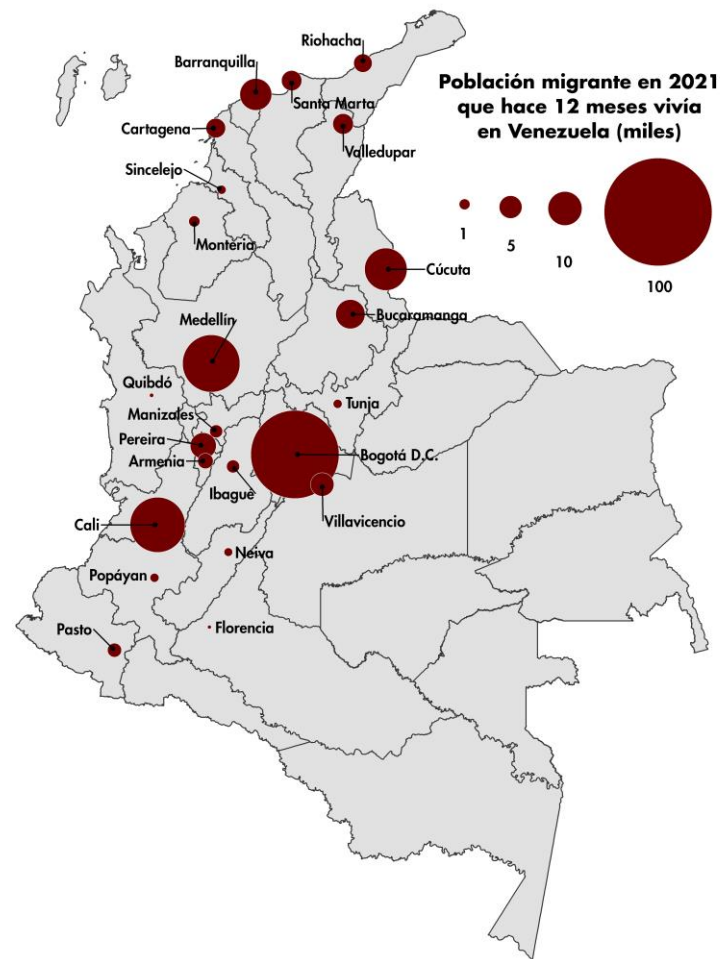 Riohacha
Barranquilla
Población migrante en 2021
que hace 12 meses vivía
en Venezuela (miles)
Santa Marta
Cartagena
Valledupar
Sincelejo
1
5
10
100
Montería
Cúcuta
Bucaramanga
Medellín
Quibdó
Tunja
Manizales
Pereira
Bogotá D.C.
Armenia
Ibagué
Villavicencio
Cali
Neiva
Popáyan
Florencia
Pasto